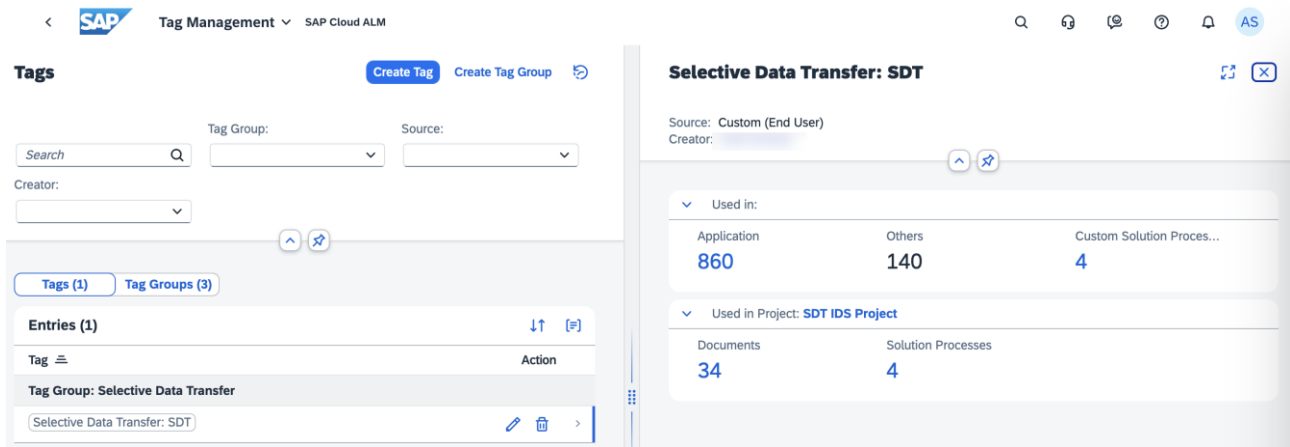 SAP Tag Management SAP Cloud ALM AS
Tags Create Tag Create Tag Group
Tag Group: Source:
Search
Creator:
Tags (1) Tag Groups (3)
Entries (1)
Tag Action
Tag Group: Selective Data Transfer
Selective Data Transfer: SDT
Selective Data Transfer: SDT
Source: Custom (End User)
Creator:
Used in:
Application Others Custom Solution Proces...
860 140 4
Used in Project: SDT IDS Project
Documents Solution Processes
34 4